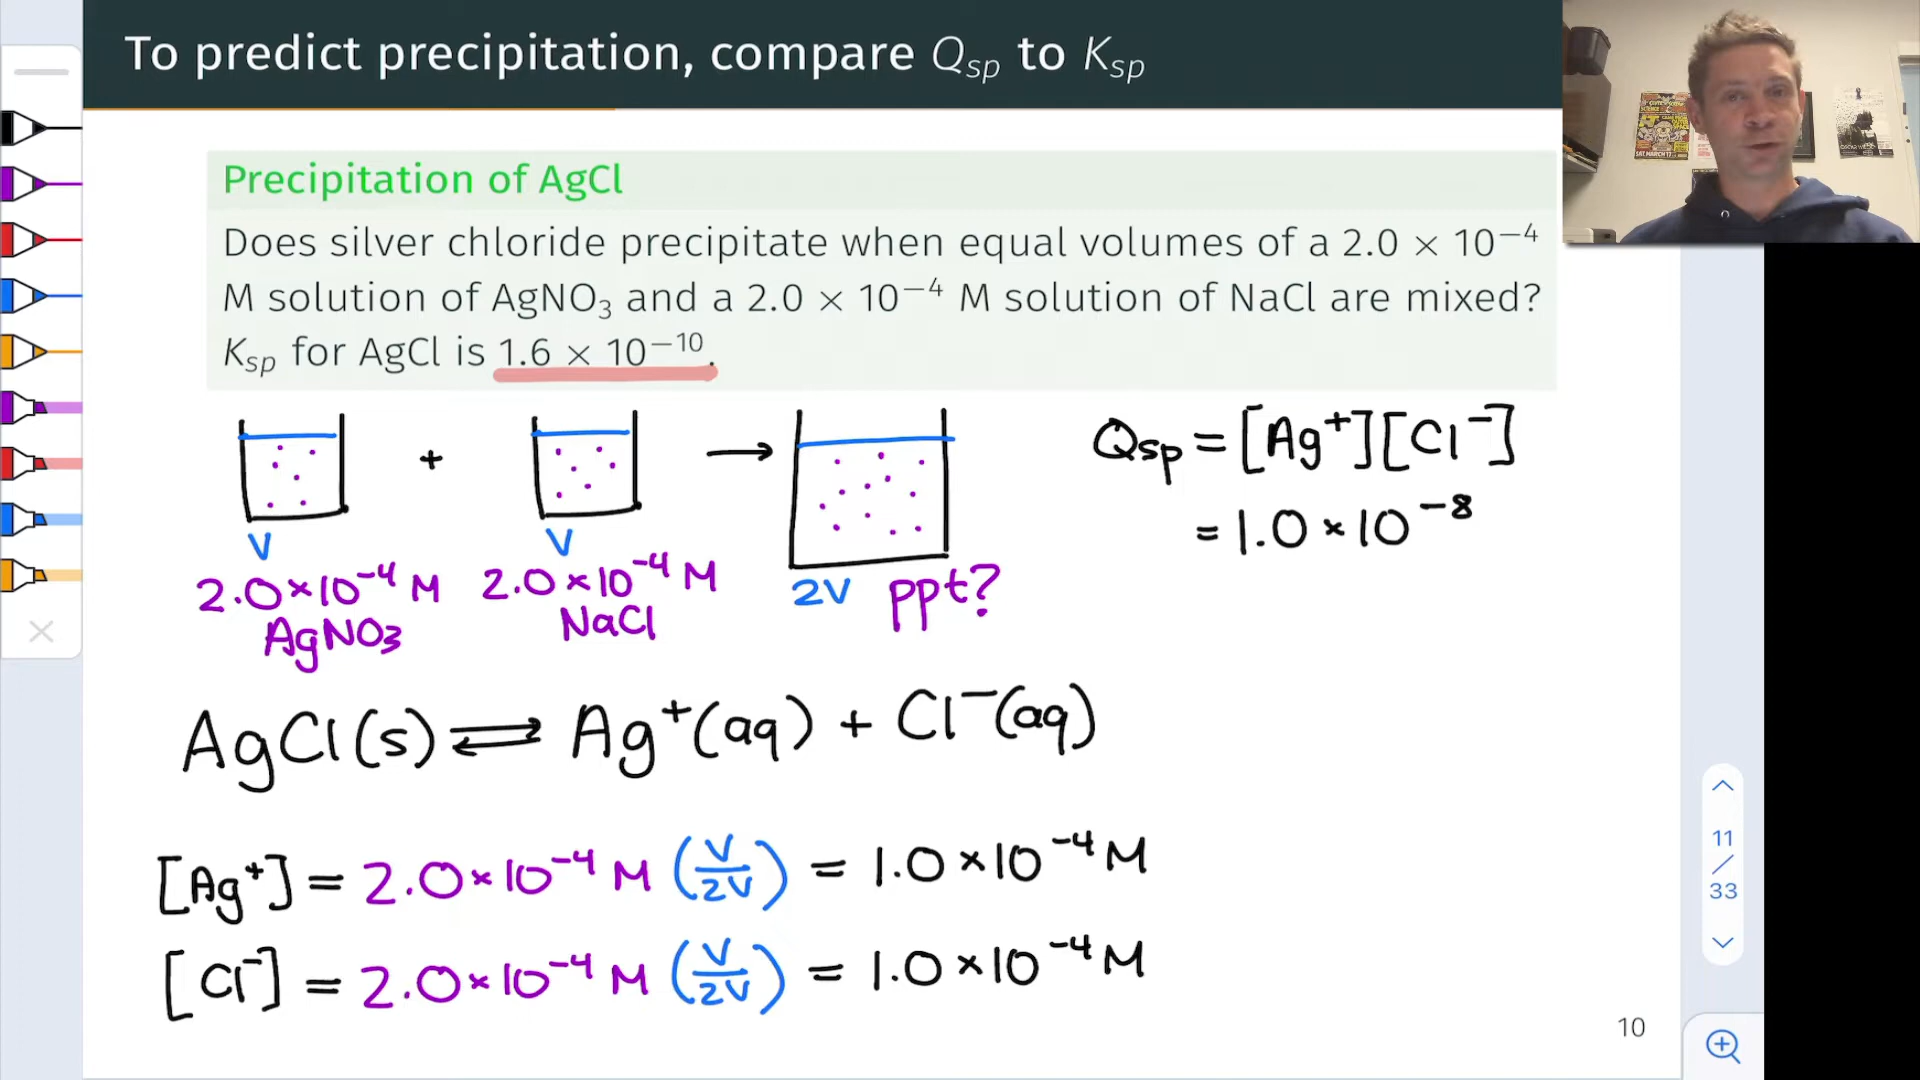 To predict precipitation, compare Qsp to Ksp
Precipitation of AgCl
Does silver chloride precipitate when equal volumes of a 2.0 × 10⁻⁴
M solution of AgNO₃ and a 2.0 × 10⁻⁴ M solution of NaCl are mixed?
Ksp for AgCl is 1.6 × 10⁻¹⁰.
+ → Qsp = [Ag⁺][Cl⁻]
= 1.0 × 10⁻⁸
V V 2V ppt?
2.0×10⁻⁴ M 2.0×10⁻⁴ M
AgNO₃ NaCl
AgCl(s) ⇌ Ag⁺(aq) + Cl⁻(aq)
[Ag⁺] = 2.0×10⁻⁴ M (V/2V) = 1.0×10⁻⁴ M
[Cl⁻] = 2.0×10⁻⁴ M (V/2V) = 1.0×10⁻⁴ M
11
/
33
10